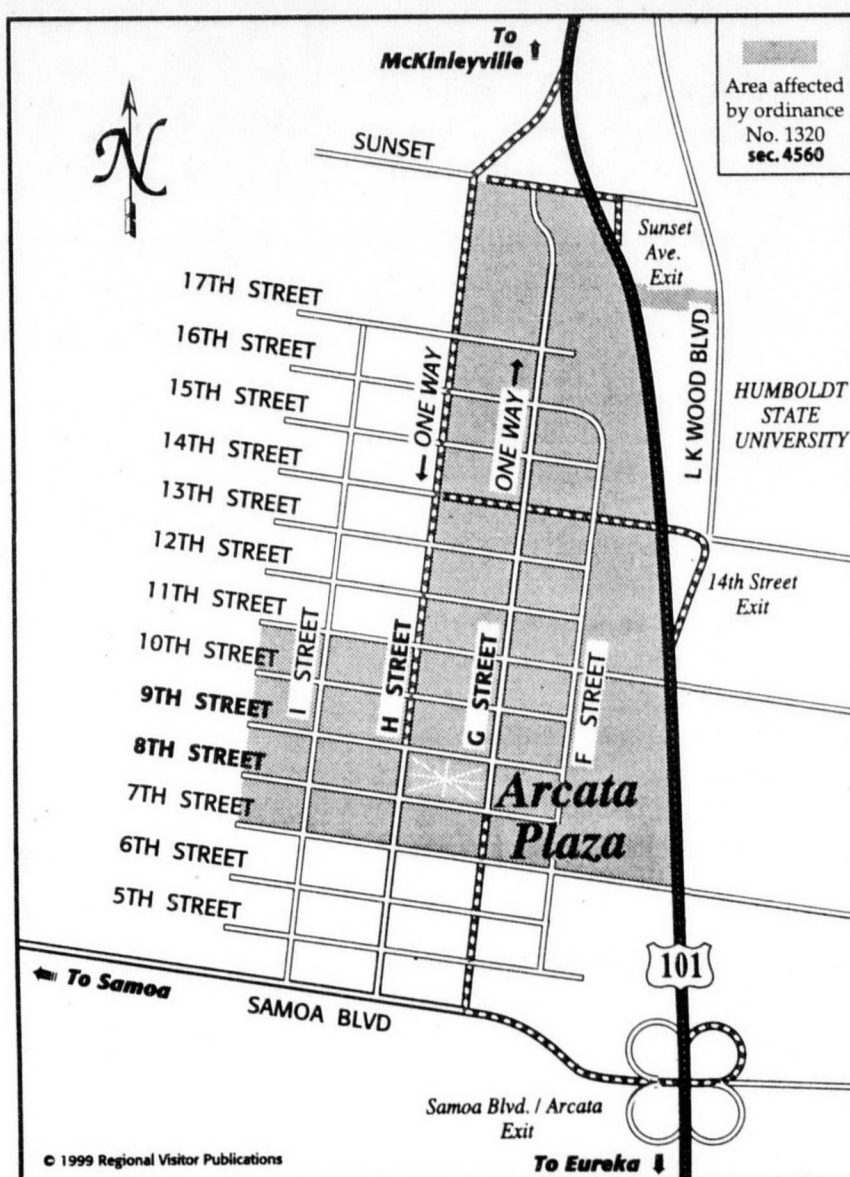 To
McKinleyville
Area affected
by ordinance
No. 1320
sec. 4560
N
SUNSET
Sunset
Ave.
Exit
17TH STREET
16TH STREET
15TH STREET
14TH STREET
13TH STREET
12TH STREET
11TH STREET
10TH STREET
9TH STREET
8TH STREET
7TH STREET
6TH STREET
5TH STREET
← ONE WAY
ONE WAY →
L K WOOD BLVD
HUMBOLDT
STATE
UNIVERSITY
14th Street
Exit
I STREET
H STREET
G STREET
F STREET
Arcata
Plaza
101
To Samoa
SAMOA BLVD
Samoa Blvd. / Arcata
Exit
To Eureka
© 1999 Regional Visitor Publications